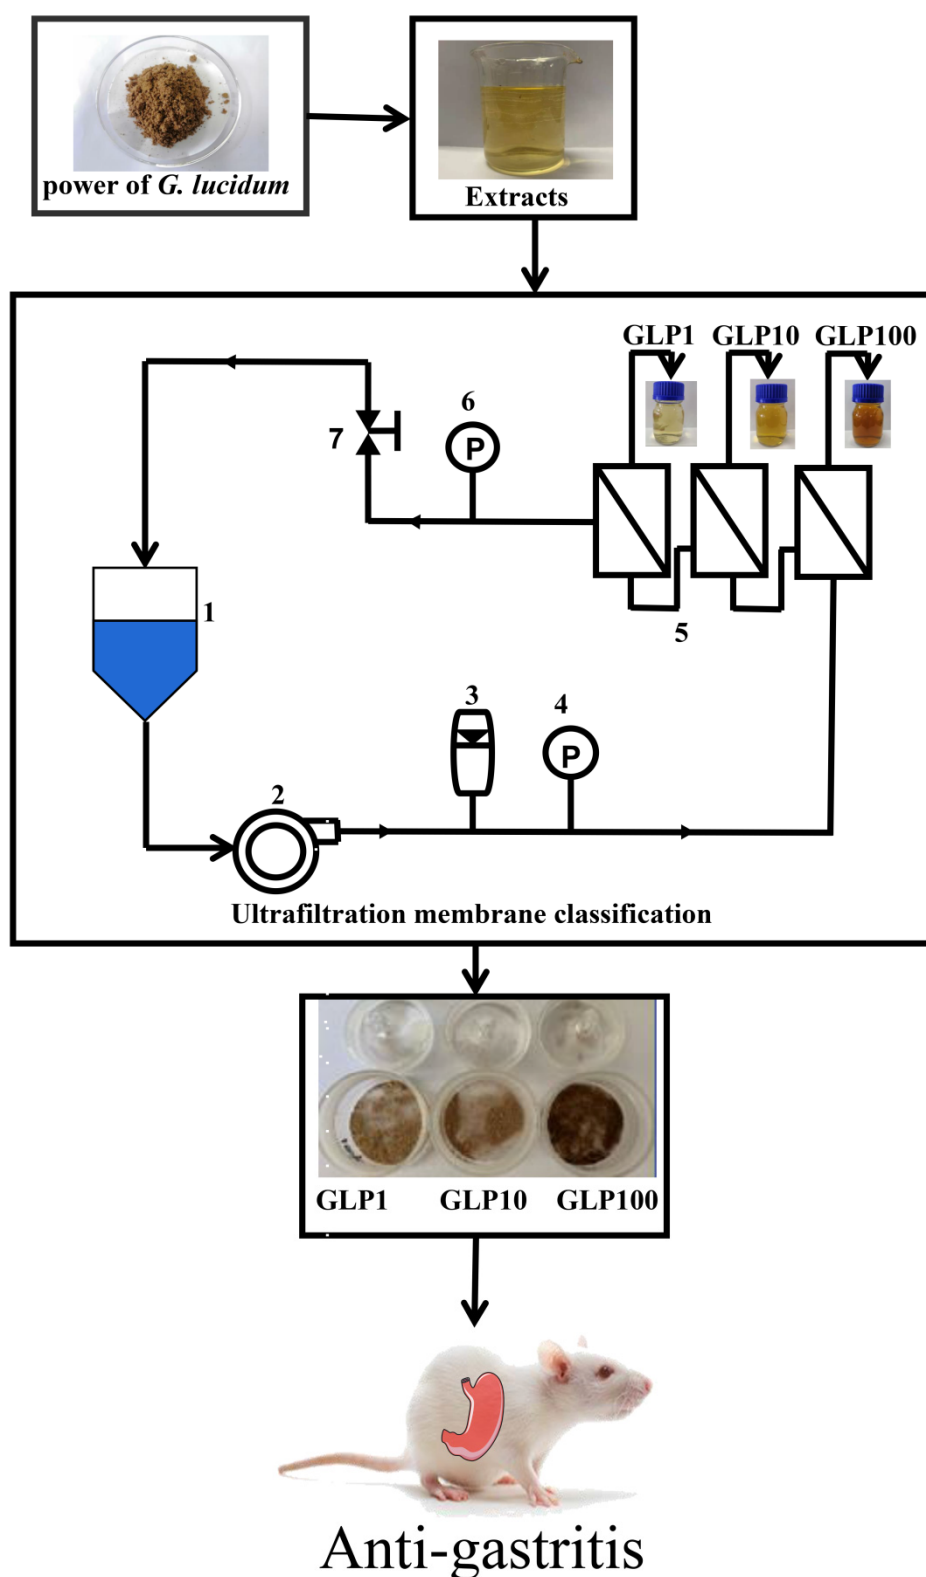 power of G. lucidum
Extracts
GLP1 GLP10 GLP100
6
7
P
1
5
3
4
P
2
Ultrafiltration membrane classification
GLP1 GLP10 GLP100
Anti-gastritis